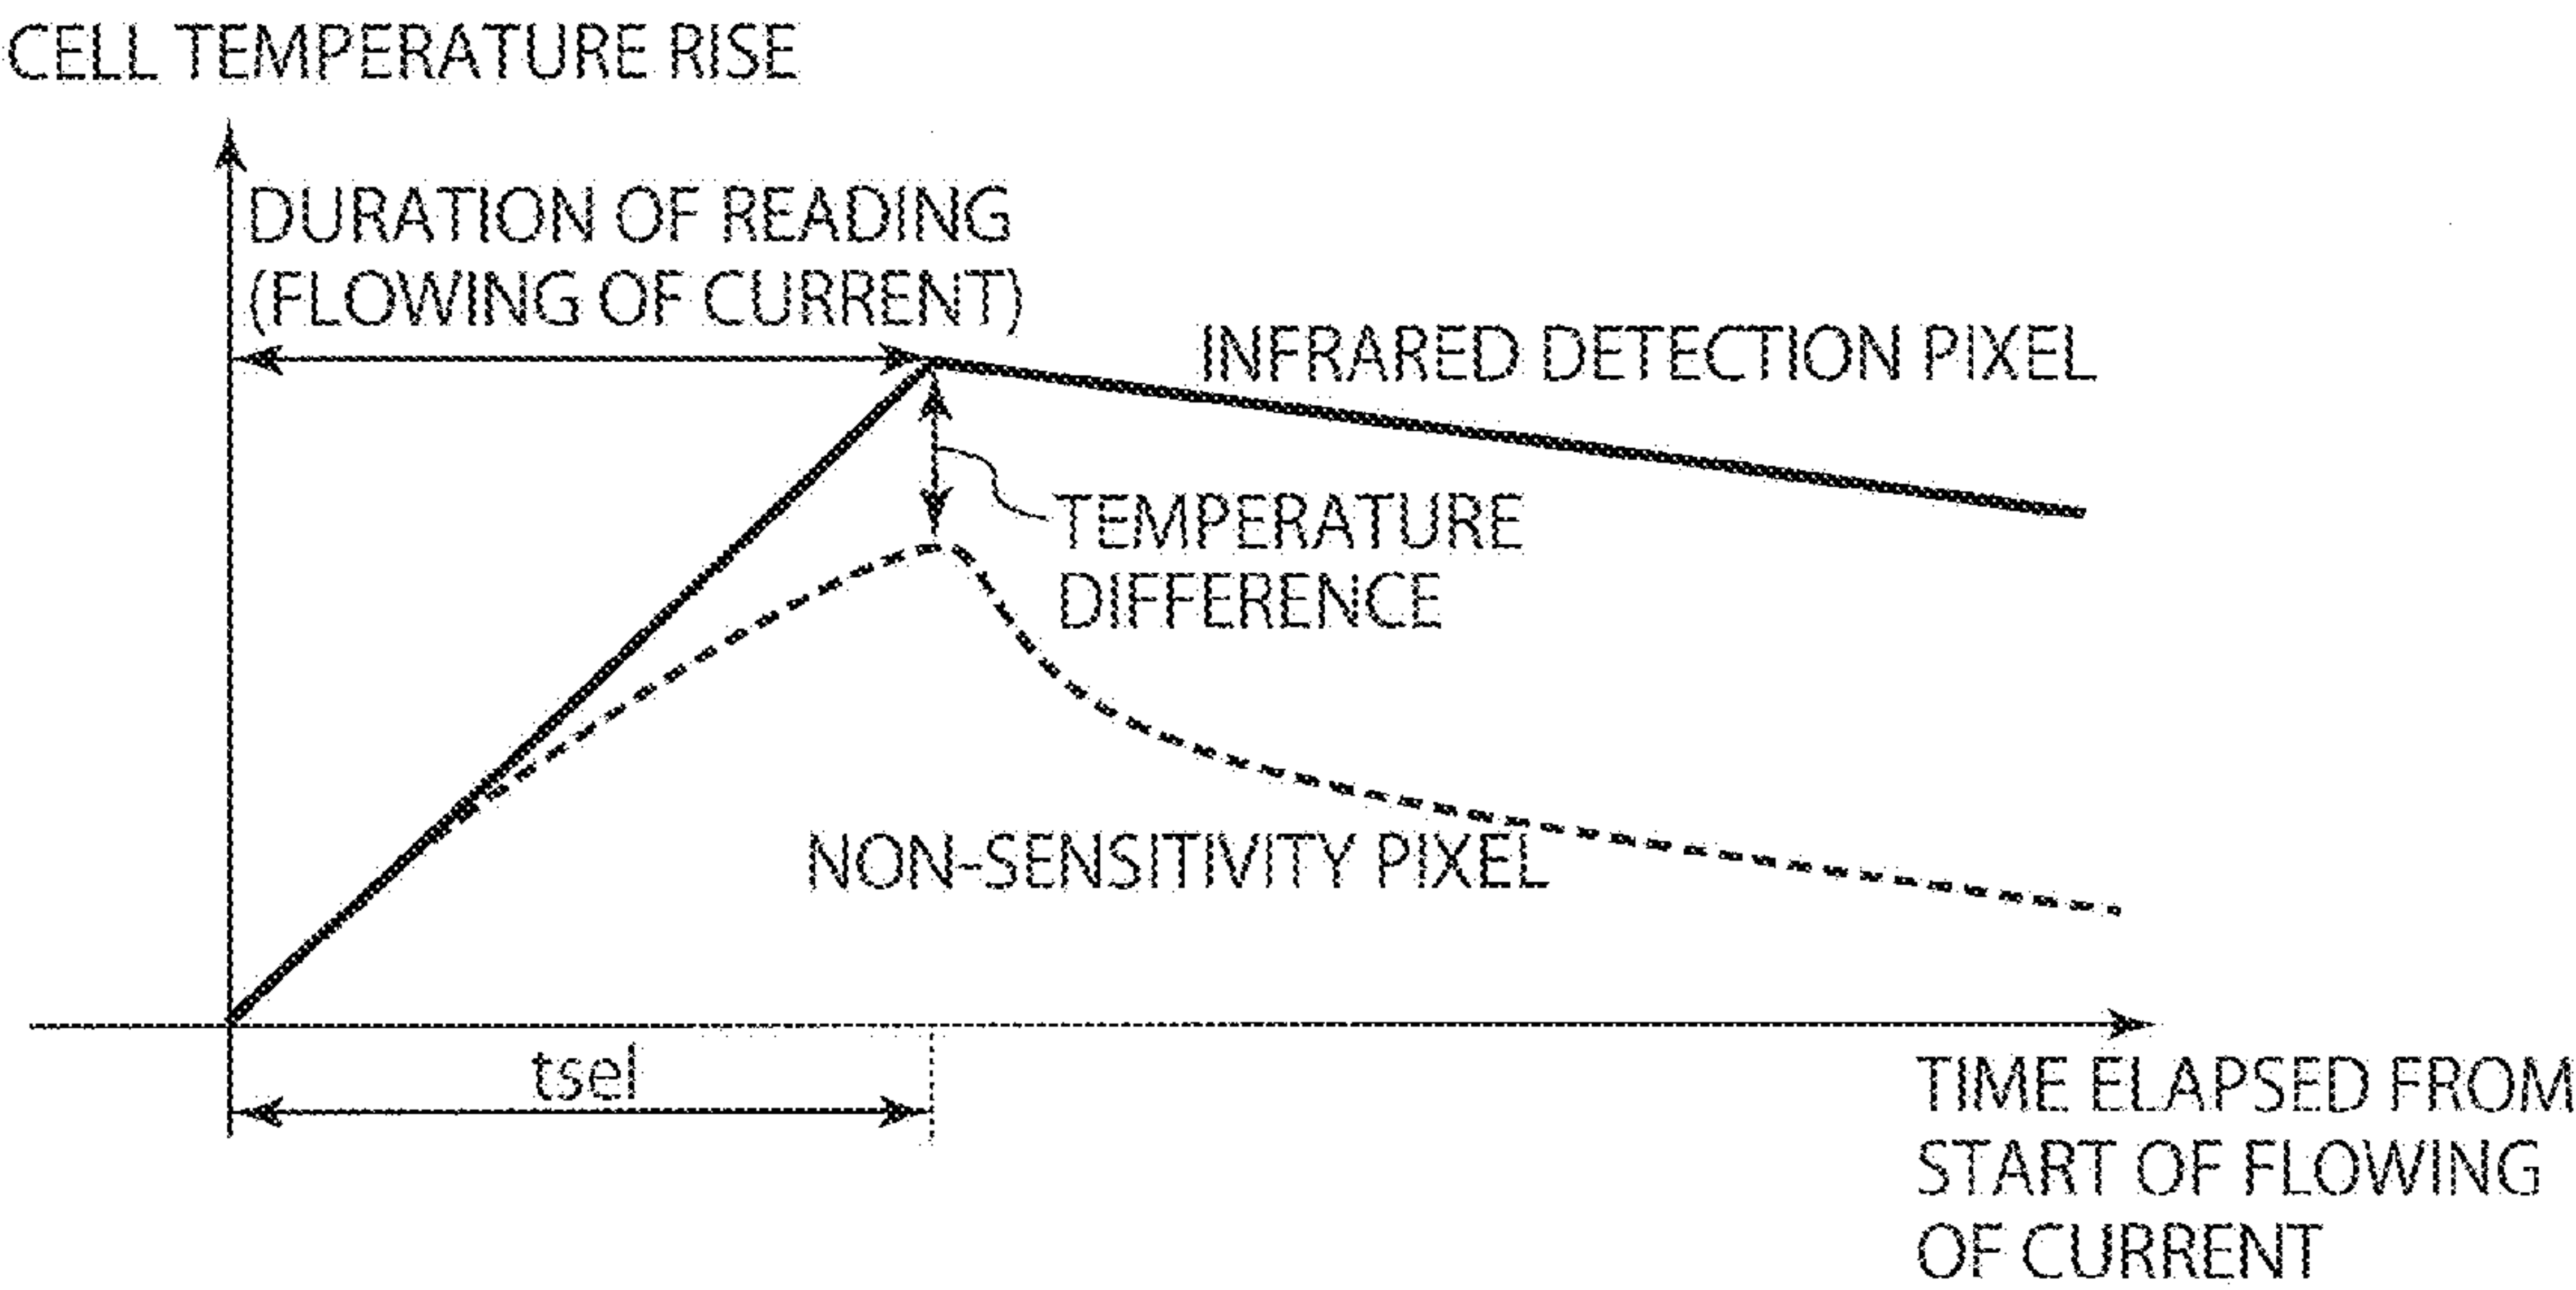 CELL TEMPERATURE RISE
DURATION OF READING
(FLOWING OF CURRENT)
INFRARED DETECTION PIXEL
TEMPERATURE
DIFFERENCE
NON-SENSITIVITY PIXEL
tsel
TIME ELAPSED FROM
START OF FLOWING
OF CURRENT